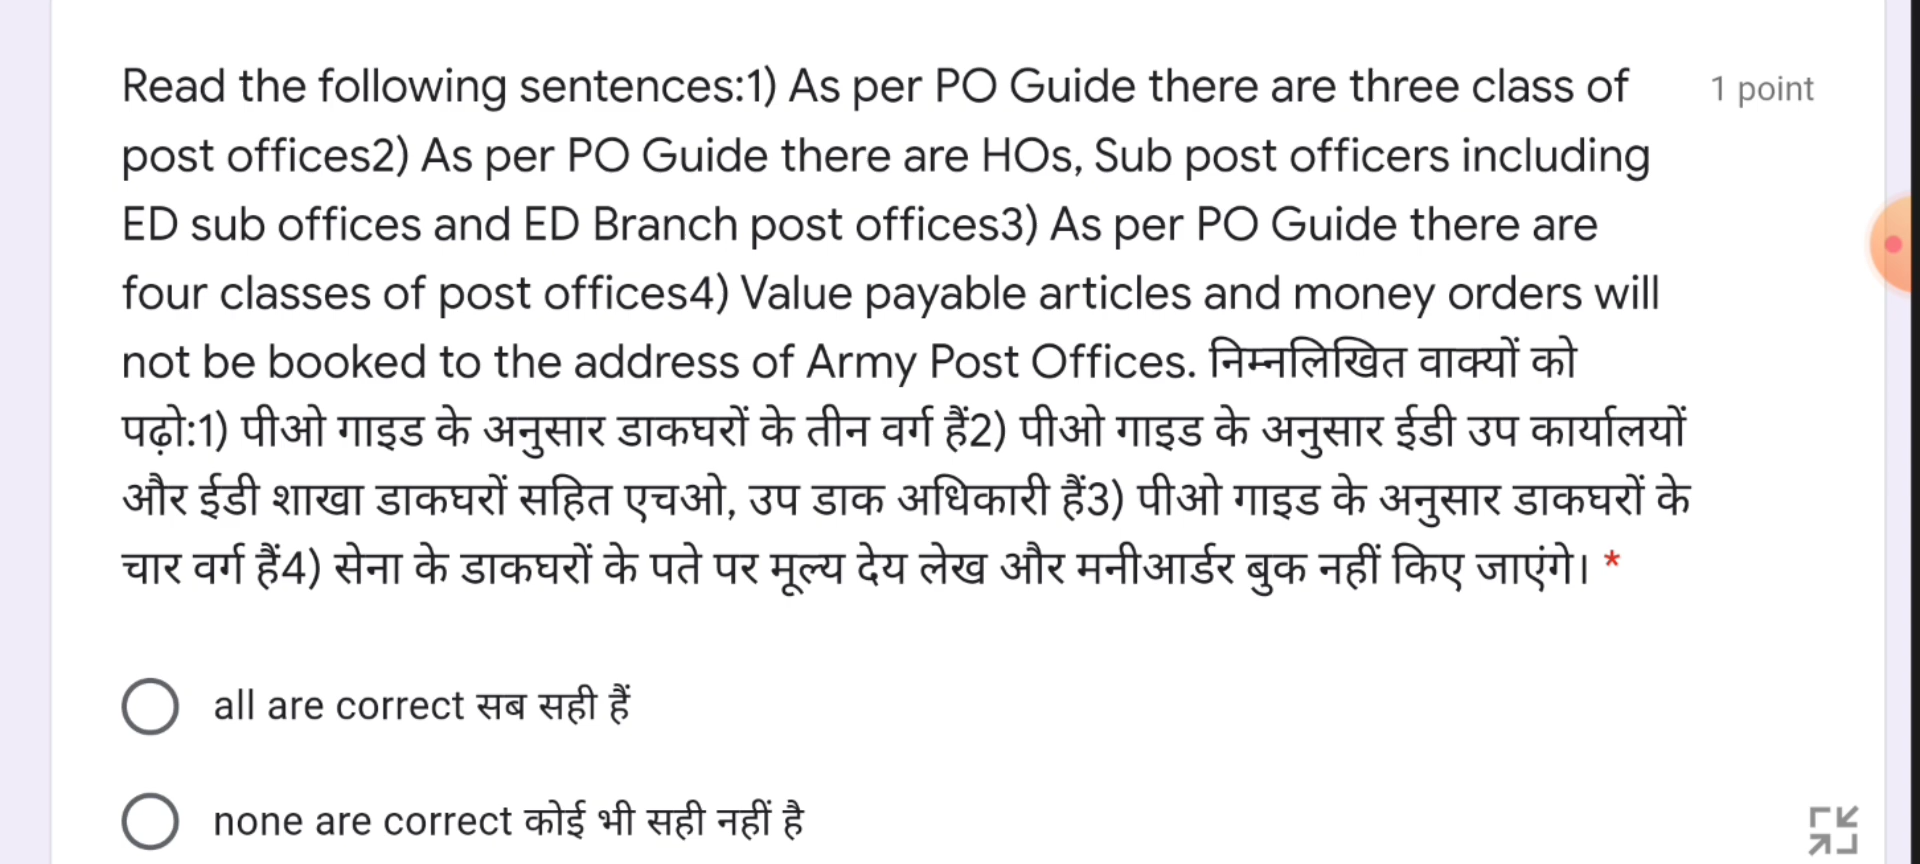 Read the following sentences:1) As per PO Guide there are three class of
1 point
post offices2) As per PO Guide there are HOs, Sub post officers including
ED sub offices and ED Branch post offices3) As per PO Guide there are
four classes of post offices4) Value payable articles and money orders will
not be booked to the address of Army Post Offices. निम्नलिखित वाक्यों को
पढ़ो:1) पीओ गाइड के अनुसार डाकघरों के तीन वर्ग हैं2) पीओ गाइड के अनुसार ईडी उप कार्यालयों
और ईडी शाखा डाकघरों सहित एचओ, उप डाक अधिकारी हैं3) पीओ गाइड के अनुसार डाकघरों के
चार वर्ग हैं4) सेना के डाकघरों के पते पर मूल्य देय लेख और मनीआर्डर बुक नहीं किए जाएंगे। *
all are correct सब सही हैं
none are correct कोई भी सही नहीं है